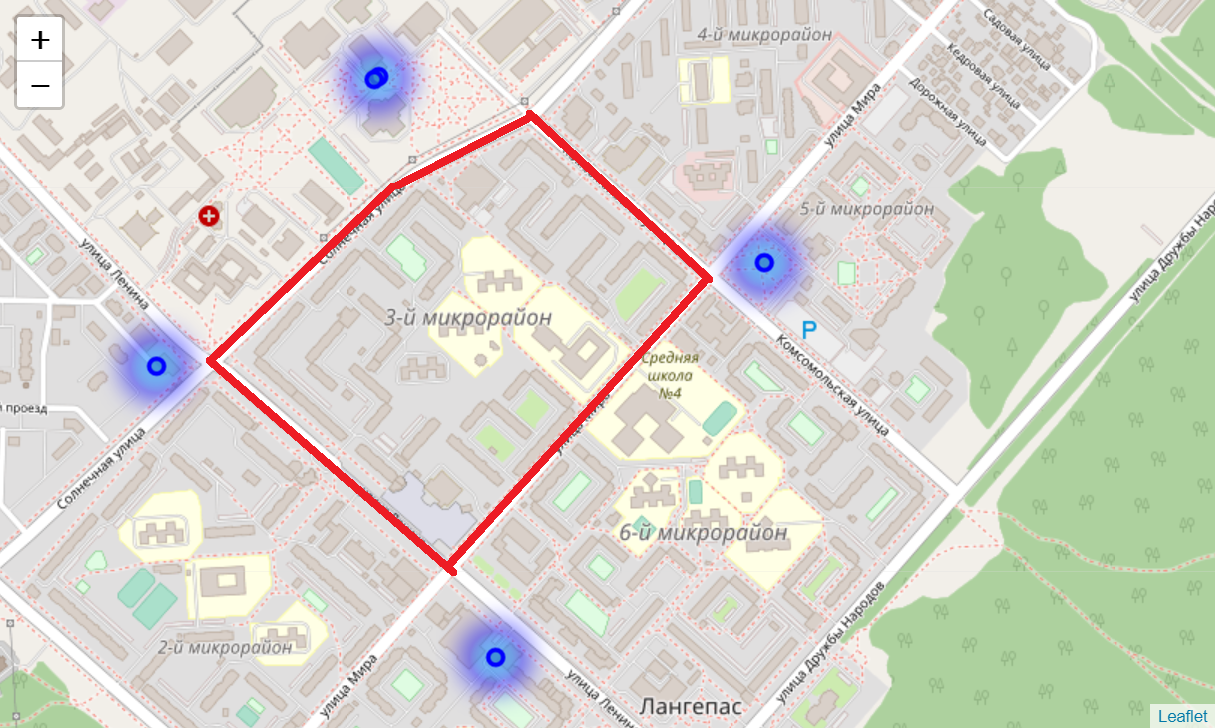 +
−
4-й микрорайон
Садовая улица
Кедровая улица
Дорожная улица
улица Мира
5-й микрорайон
улица Дружбы Наро
улица Ленина
Солнечная улица
3-й микрорайон
P
Средняя
школа
№4
Комсомольская улица
й проезд
Солнечная улица
6-й микрорайон
2-й микрорайон
улица Мира
улица Ленин
улица Дружбы Народов
Лангепас
Leaflet